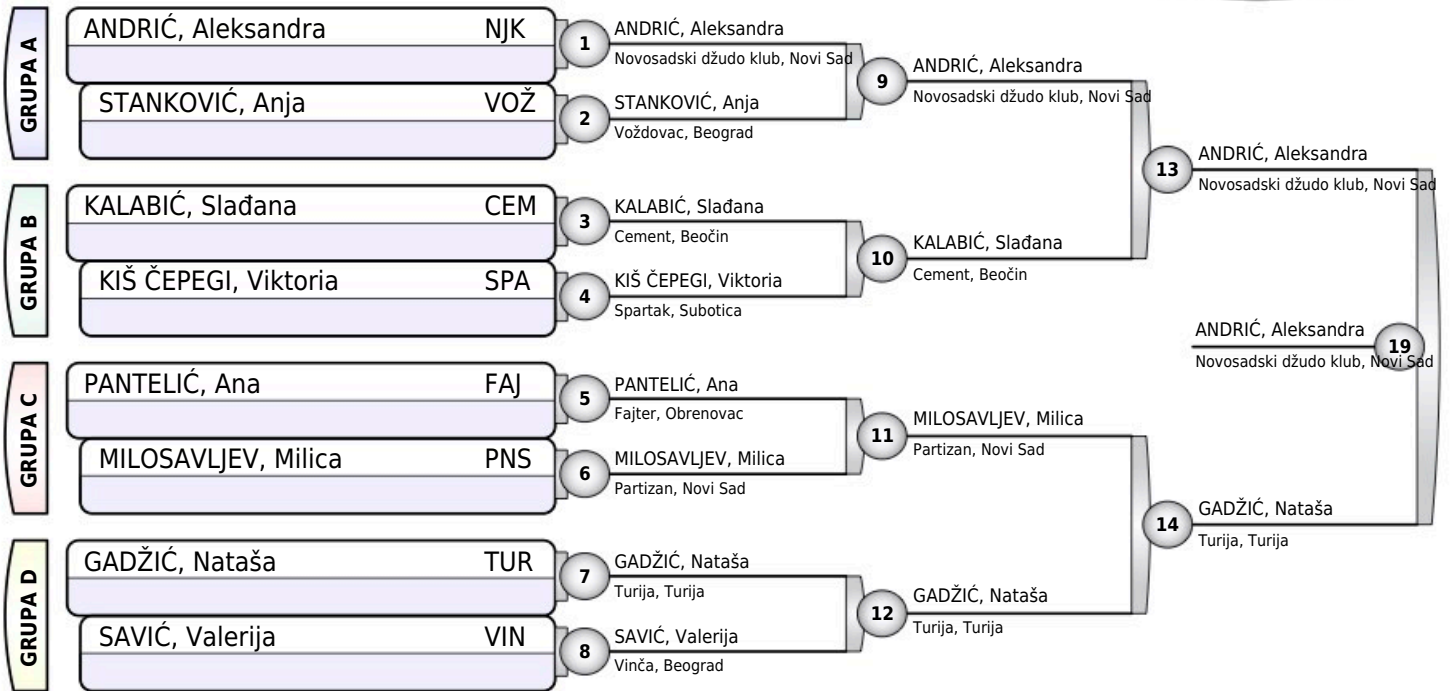 GRUPA A
ANDRIĆ, Aleksandra NJK
STANKOVIĆ, Anja VOŽ
GRUPA B
KALABIĆ, Slađana CEM
KIŠ ČEPEGI, Viktoria SPA
GRUPA C
PANTELIĆ, Ana FAJ
MILOSAVLJEV, Milica PNS
GRUPA D
GADŽIĆ, Nataša TUR
SAVIĆ, Valerija VIN
1
ANDRIĆ, Aleksandra
Novosadski džudo klub, Novi Sad
2
STANKOVIĆ, Anja
Voždovac, Beograd
3
KALABIĆ, Slađana
Cement, Beočin
4
KIŠ ČEPEGI, Viktoria
Spartak, Subotica
5
PANTELIĆ, Ana
Fajter, Obrenovac
6
MILOSAVLJEV, Milica
Partizan, Novi Sad
7
GADŽIĆ, Nataša
Turija, Turija
8
SAVIĆ, Valerija
Vinča, Beograd
9
ANDRIĆ, Aleksandra
Novosadski džudo klub, Novi Sad
10
KALABIĆ, Slađana
Cement, Beočin
11
MILOSAVLJEV, Milica
Partizan, Novi Sad
12
GADŽIĆ, Nataša
Turija, Turija
13
ANDRIĆ, Aleksandra
Novosadski džudo klub, Novi Sad
14
GADŽIĆ, Nataša
Turija, Turija
ANDRIĆ, Aleksandra
19
Novosadski džudo klub, Novi Sad